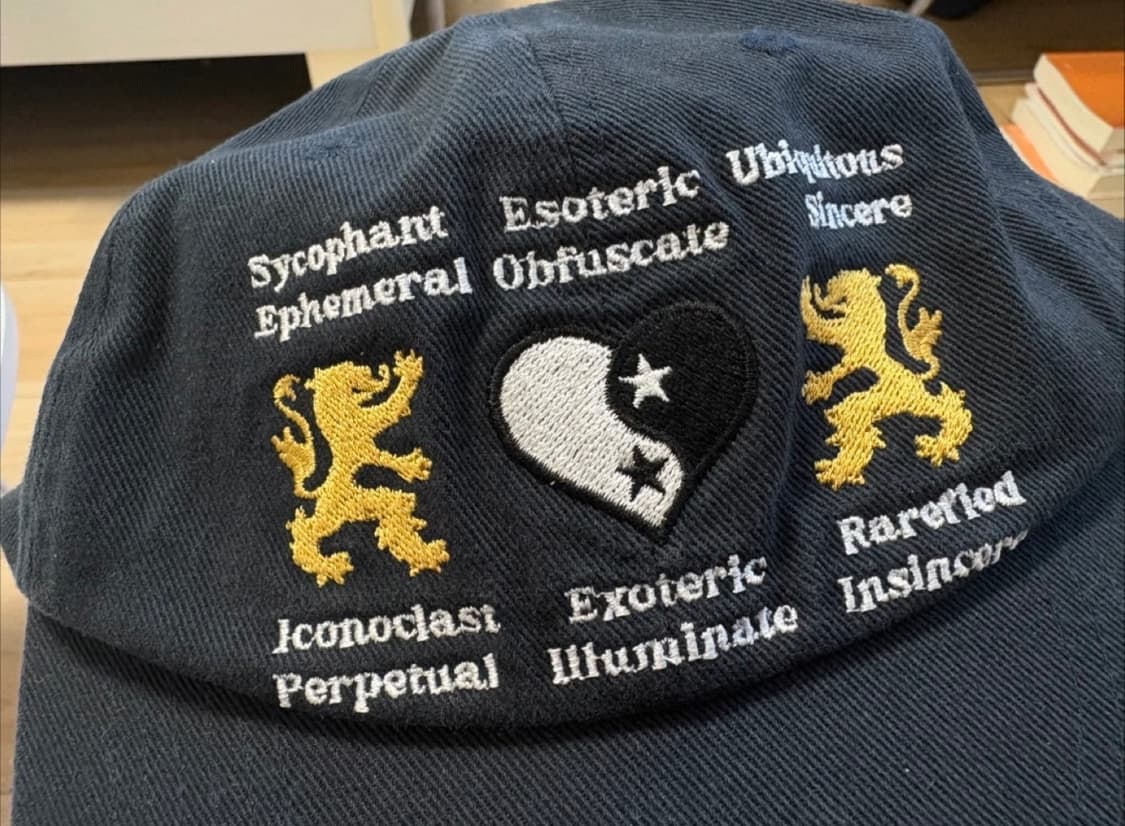 Sycophant
Ephemeral
Esoteric
Obfuscate
Ubiquitous
Sincere
Iconoclast
Perpetual
Exoteric
Illuminate
Rarefied
Insincere